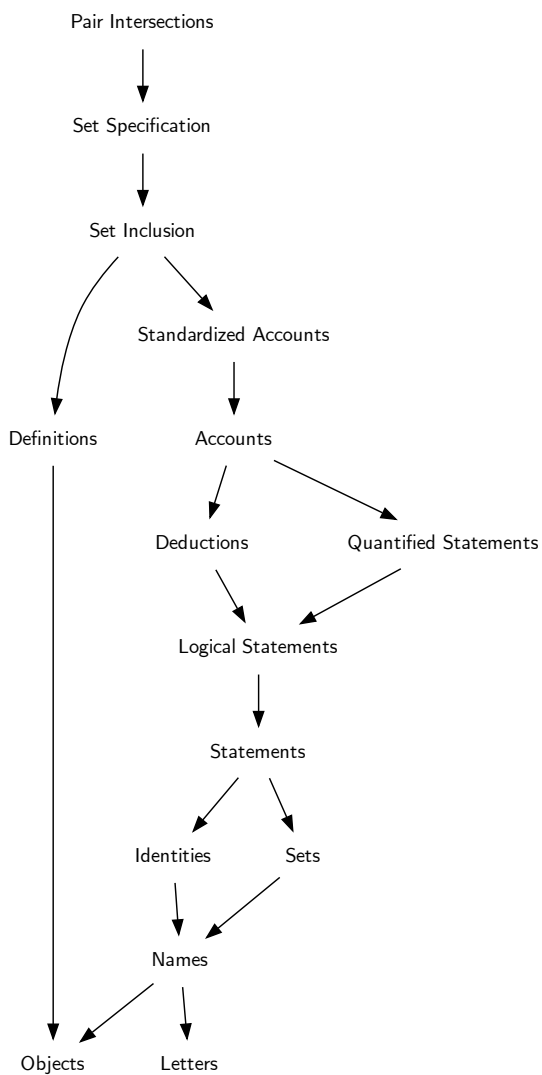 Pair Intersections
Set Specification
Set Inclusion
Standardized Accounts
Definitions
Accounts
Deductions
Quantified Statements
Logical Statements
Statements
Identities
Sets
Names
Objects
Letters